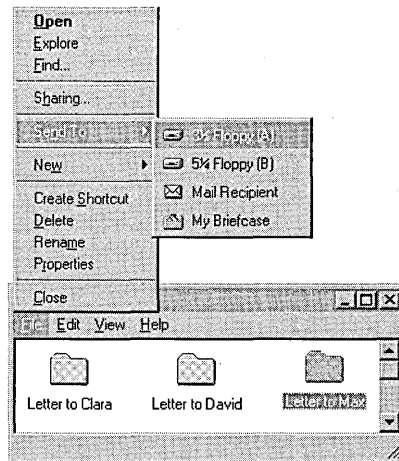 Open
Explore
Find...
Sharing...
Send To
3½ Floppy (A)
5¼ Floppy (B)
Mail Recipient
My Briefcase
New
Create Shortcut
Delete
Rename
Properties
Close
File Edit View Help
Letter to Clara Letter to David Letter to Max